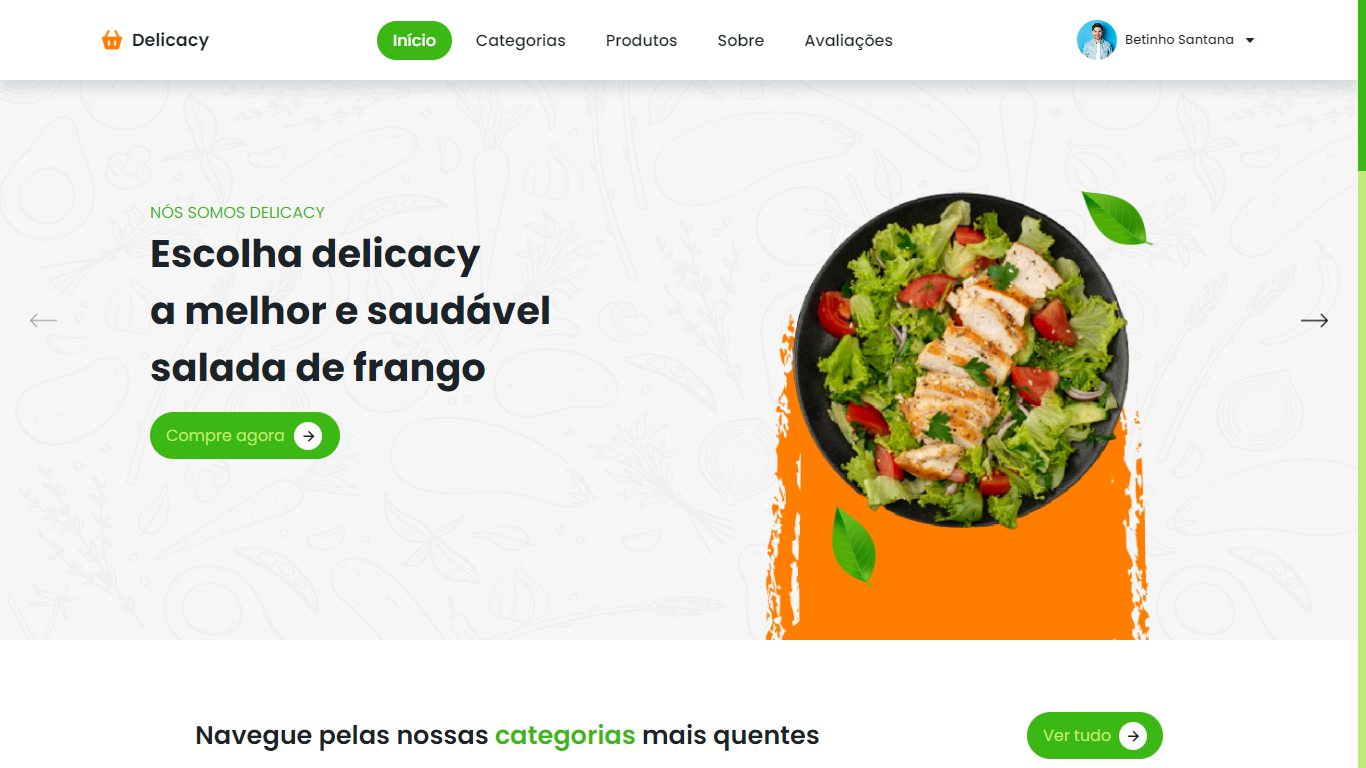 Delicacy
Início
Categorias
Produtos
Sobre
Avaliações
Betinho Santana
NÓS SOMOS DELICACY
Escolha delicacy
a melhor e saudável
salada de frango
Compre agora
Navegue pelas nossas categorias mais quentes
Ver tudo